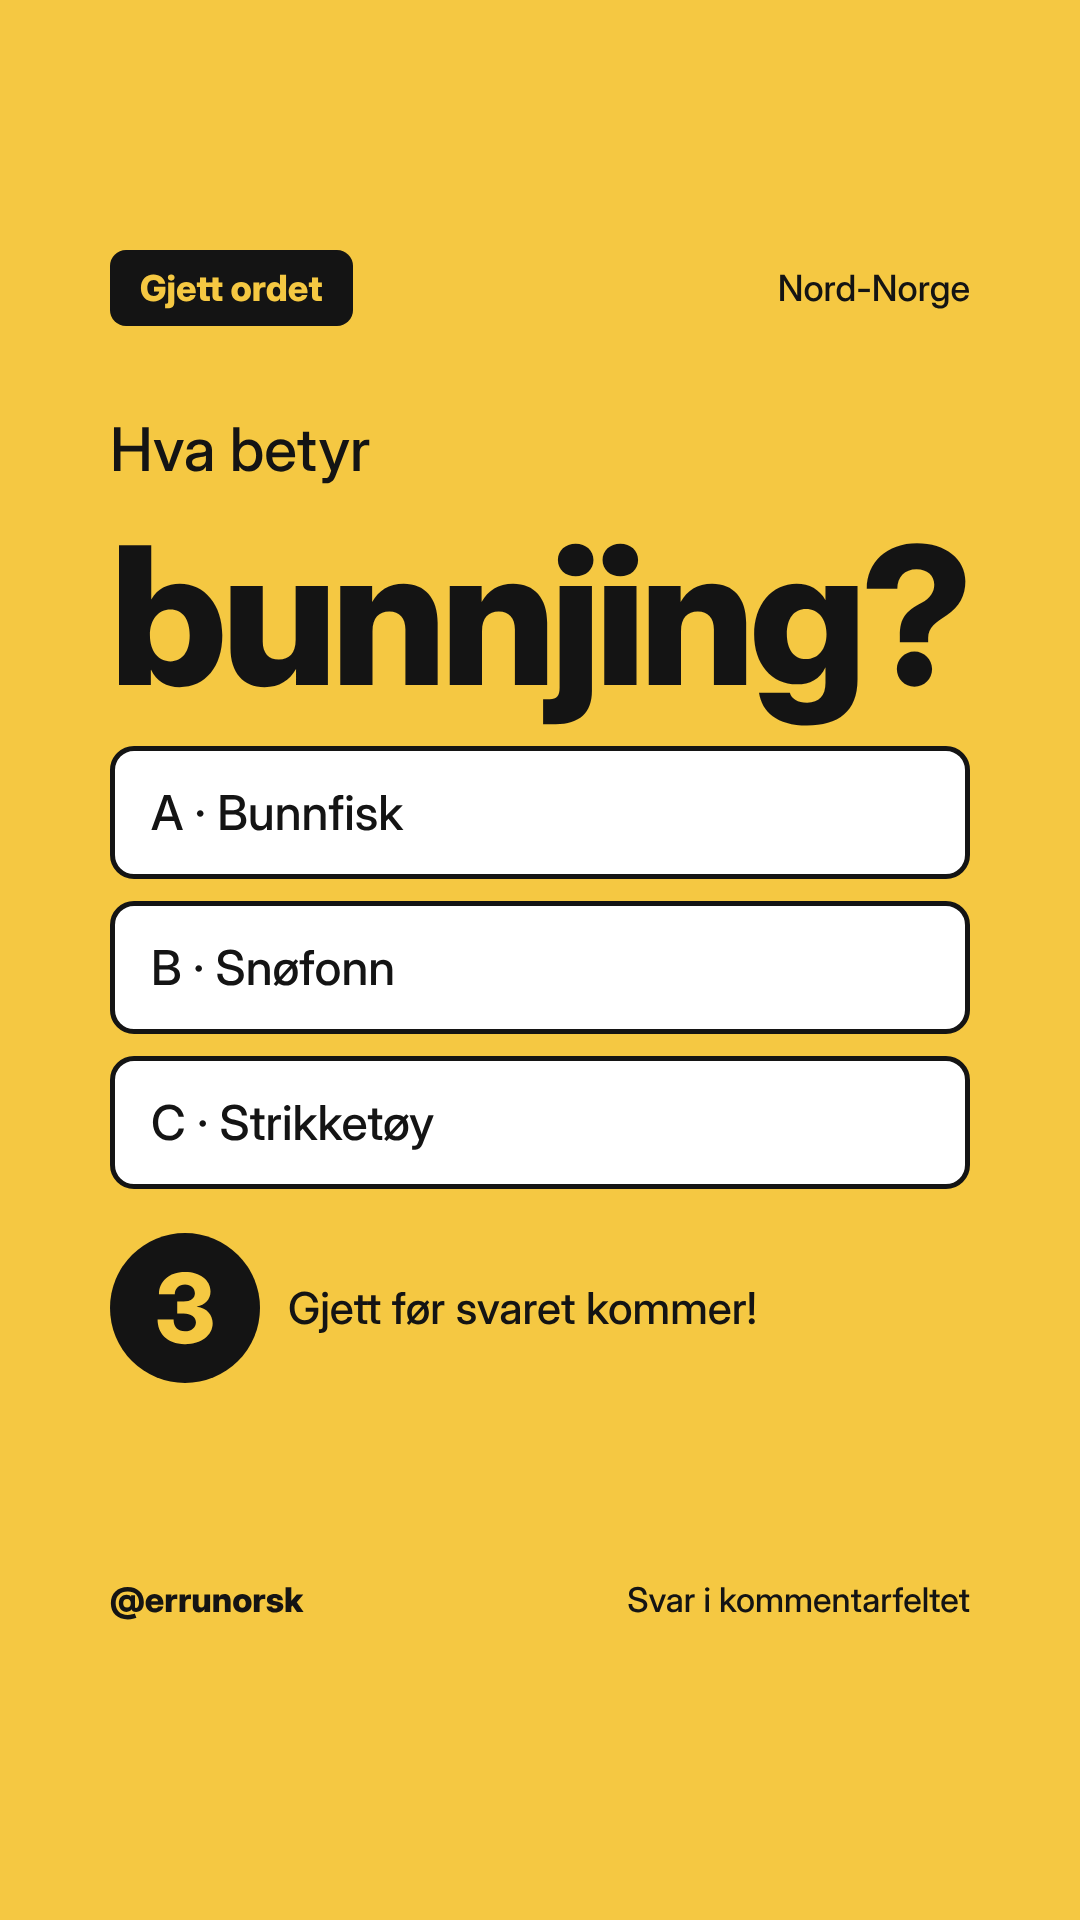 Gjett ordet
Nord-Norge
Hva betyr
bunnjing?
A · Bunnfisk
B · Snøfonn
C · Strikketøy
3
Gjett før svaret kommer!
@errunorsk
Svar i kommentarfeltet